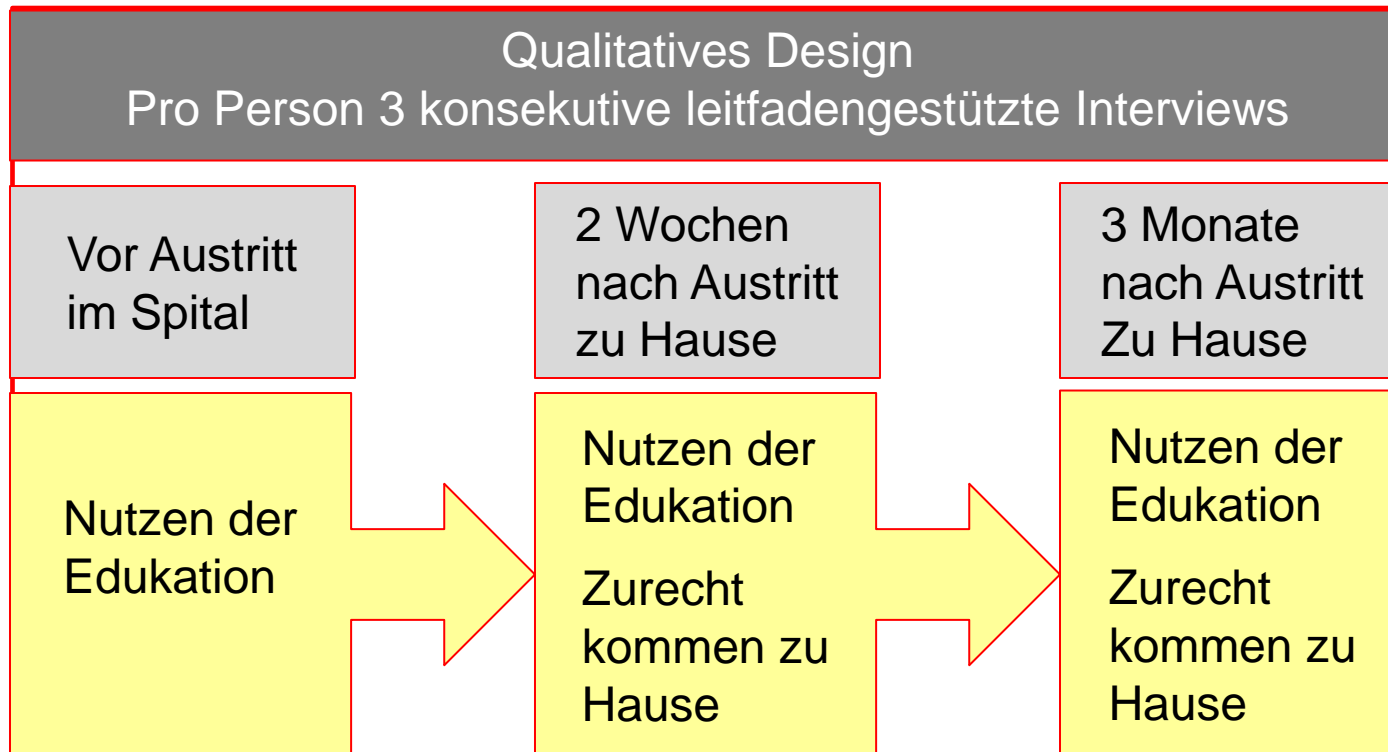 Qualitatives Design
Pro Person 3 konsekutive leitfadengestützte Interviews
Vor Austritt
im Spital
2 Wochen
nach Austritt
zu Hause
3 Monate
nach Austritt
Zu Hause
Nutzen der
Edukation
Nutzen der
Edukation
Zurecht
kommen zu
Hause
Nutzen der
Edukation
Zurecht
kommen zu
Hause